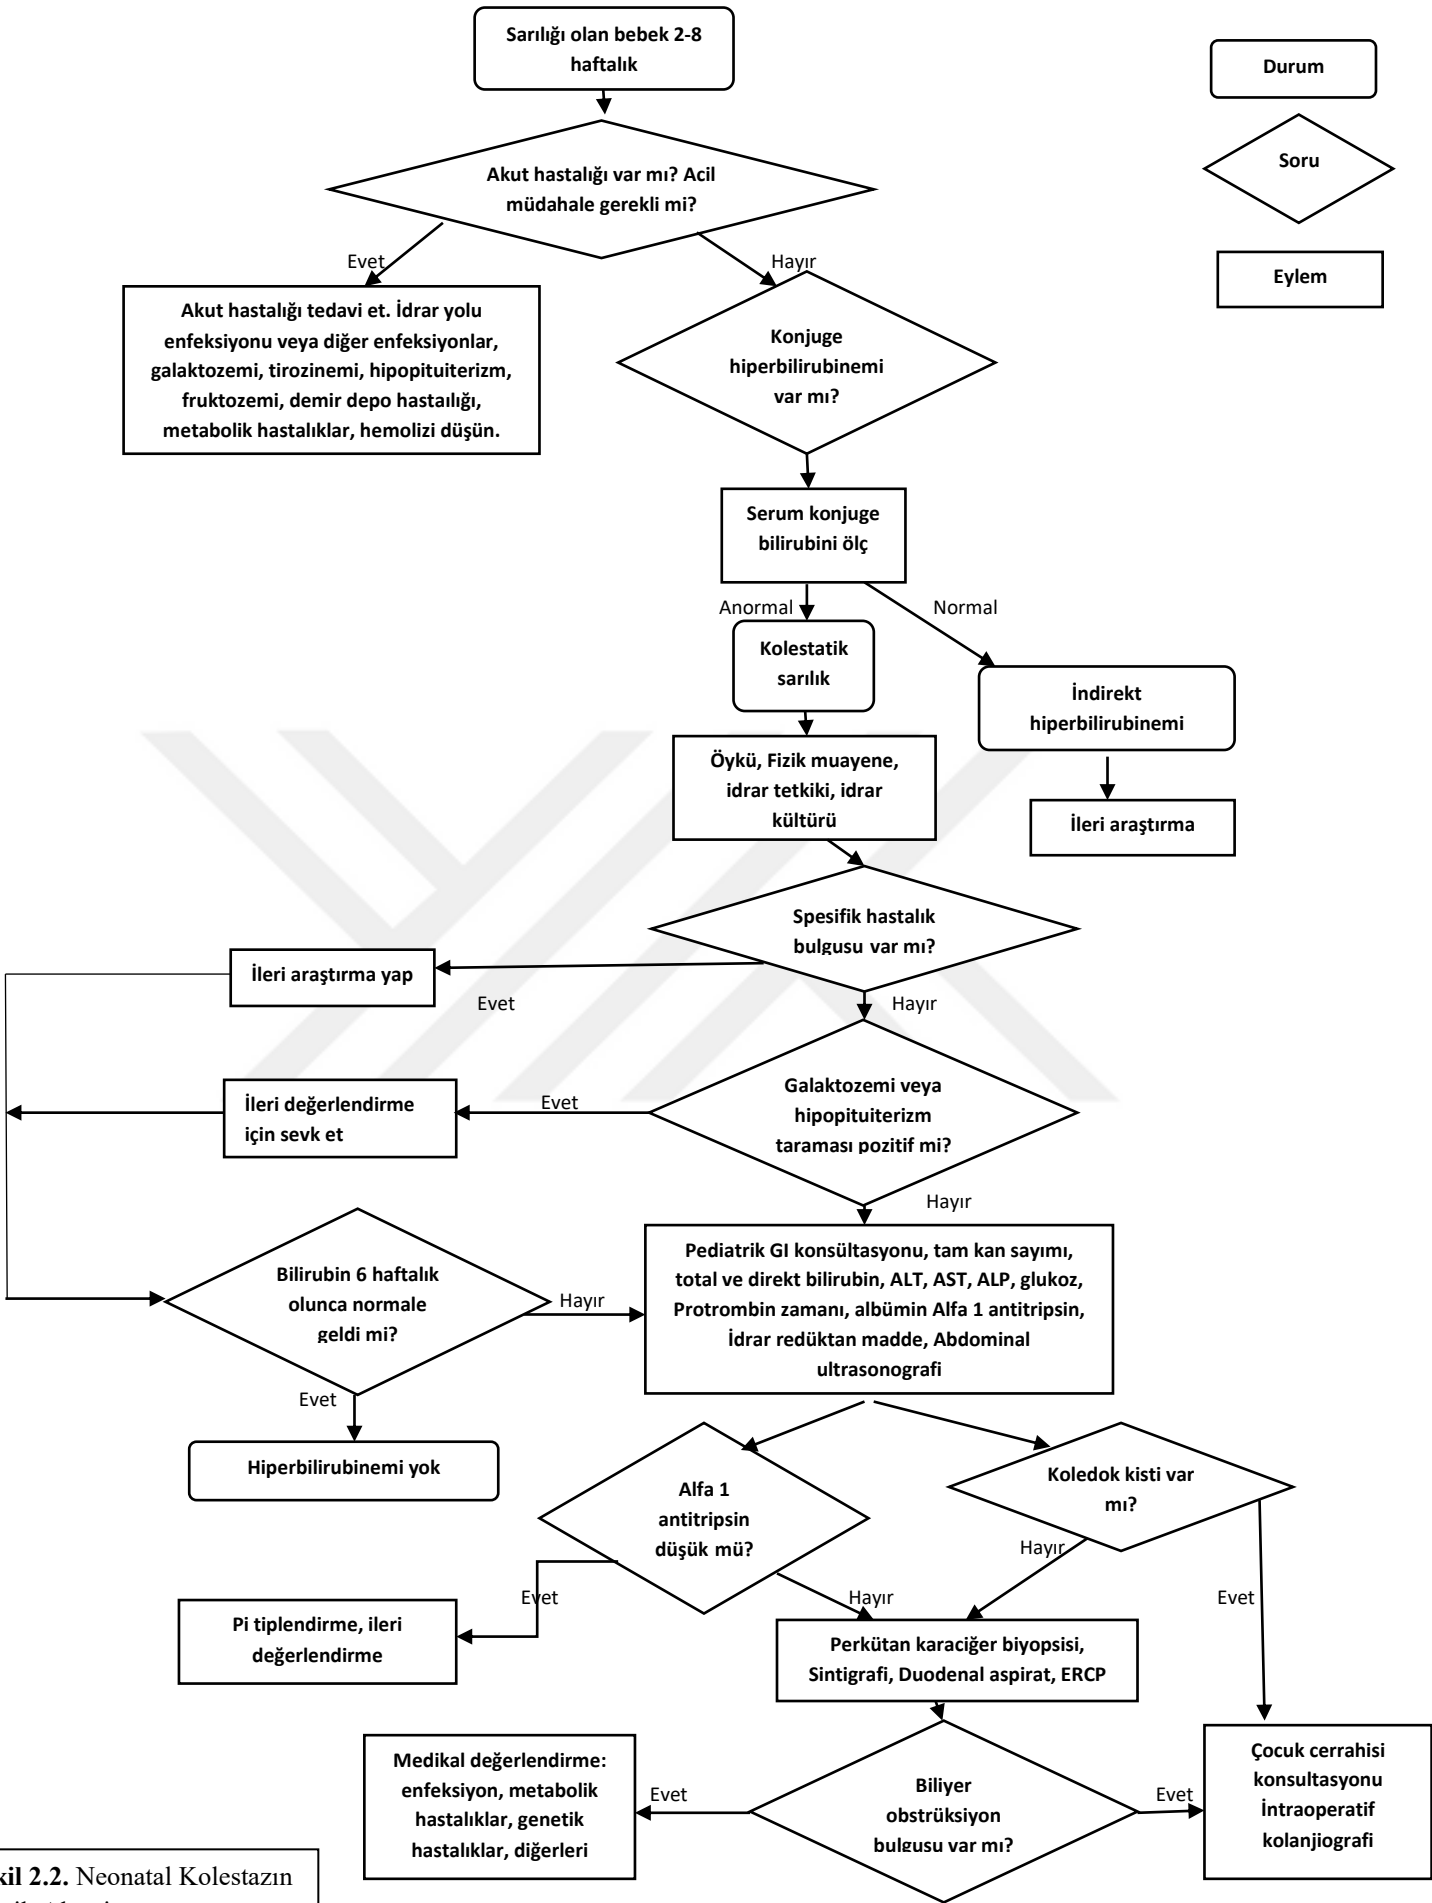 Sarılığı olan bebek 2-8
haftalık
Durum
Soru
Eylem
Akut hastalığı var mı? Acil
müdahale gerekli mi?
Evet
Hayır
Akut hastalığı tedavi et. İdrar yolu
enfeksiyonu veya diğer enfeksiyonlar,
galaktozemi, tirozinemi, hipopituiterizm,
fruktozemi, demir depo hastaılığı,
metabolik hastalıklar, hemolizi düşün.
Konjuge
hiperbilirubinemi
var mı?
Serum konjuge
bilirubini ölç
Anormal
Normal
Kolestatik
sarılık
İndirekt
hiperbilirubinemi
Öykü, Fizik muayene,
idrar tetkiki, idrar
kültürü
İleri araştırma
Spesifik hastalık
bulgusu var mı?
İleri araştırma yap
Evet
Hayır
Galaktozemi veya
hipopituiterizm
taraması pozitif mi?
Evet
İleri değerlendirme
için sevk et
Hayır
Bilirubin 6 haftalık
olunca normale
geldi mi?
Hayır
Evet
Pediatrik GI konsültasyonu, tam kan sayımı,
total ve direkt bilirubin, ALT, AST, ALP, glukoz,
Protrombin zamanı, albümin Alfa 1 antitripsin,
İdrar redüktan madde, Abdominal
ultrasonografi
Hiperbilirubinemi yok
Alfa 1
antitripsin
düşük mü?
Koledok kisti var
mı?
Hayır
Evet
Hayır
Evet
Pi tiplendirme, ileri
değerlendirme
Perkütan karaciğer biyopsisi,
Sintigrafi, Duodenal aspirat, ERCP
Medikal değerlendirme:
enfeksiyon, metabolik
hastalıklar, genetik
hastalıklar, diğerleri
Evet
Biliyer
obstrüksiyon
bulgusu var mı?
Evet
Çocuk cerrahisi
konsultasyonu
İntraoperatif
kolanjiografi
kil 2.2. Neonatal Kolestazın